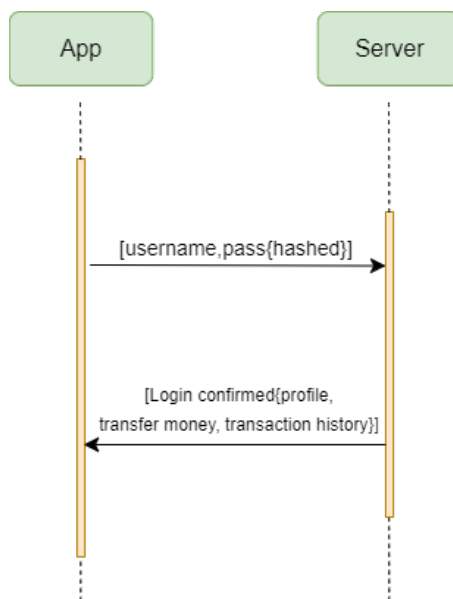 App
Server
[username,pass{hashed}]
[Login confirmed{profile,
transfer money, transaction history}]